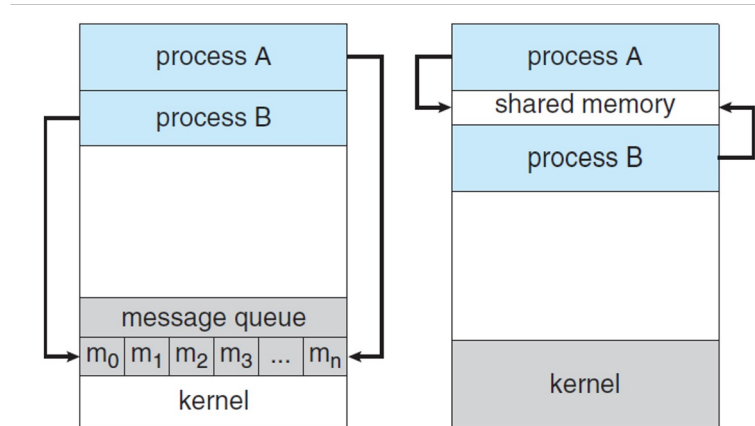 process A
process B
message queue
m0 m1 m2 m3 ... mn
kernel
process A
shared memory
process B
kernel